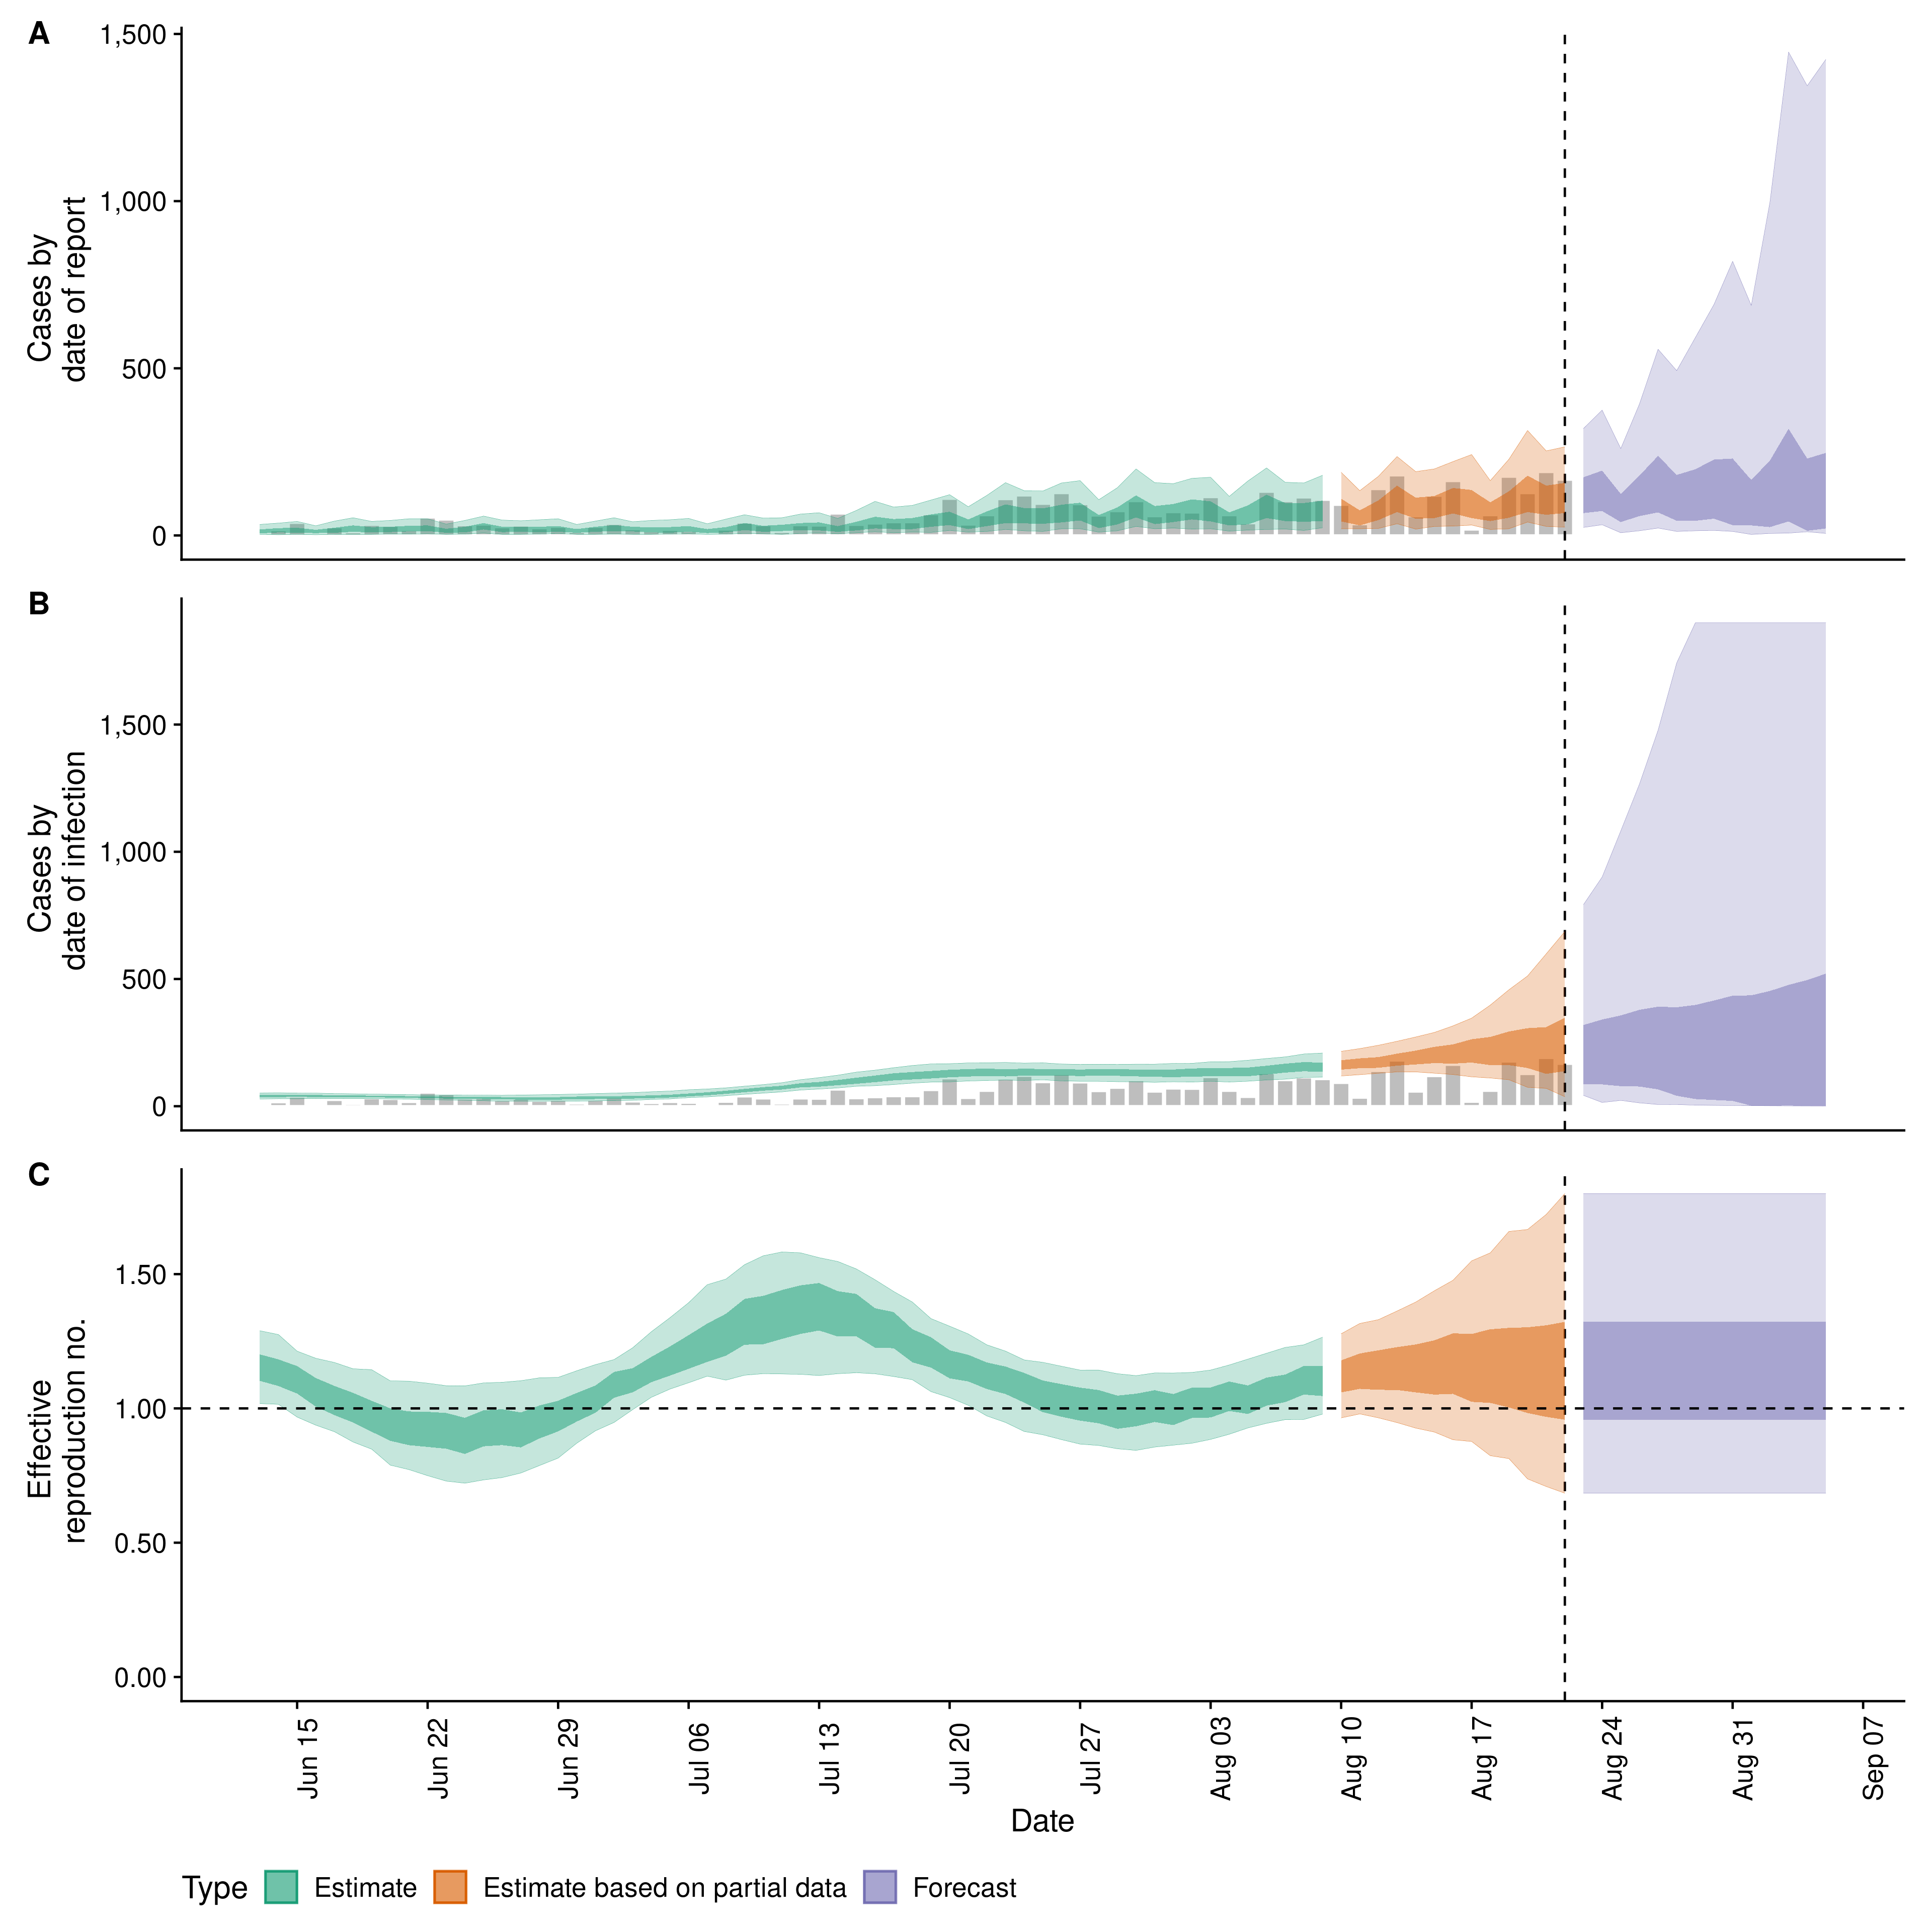 A
1,500
1,000
500
0
Cases by
date of report
B
1,500
1,000
500
0
Cases by
date of infection
C
1.50
1.00
0.50
0.00
Effective
reproduction no.
Jun 15
Jun 22
Jun 29
Jul 06
Jul 13
Jul 20
Jul 27
Aug 03
Aug 10
Aug 17
Aug 24
Aug 31
Sep 07
Date
Type Estimate Estimate based on partial data Forecast